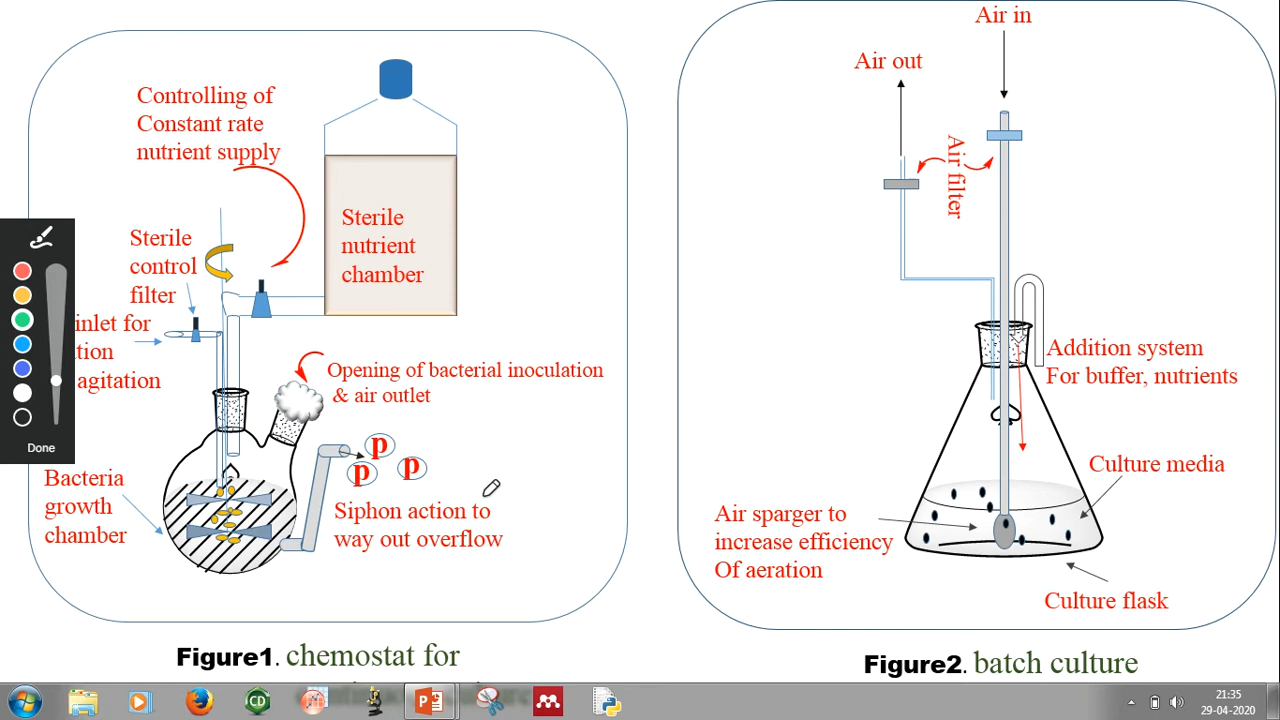 Controlling of
Constant rate
nutrient supply
Sterile
nutrient
chamber
Sterile
control
filter
inlet for
tion
agitation
Opening of bacterial inoculation
& air outlet
p
p
p
Bacteria
growth
chamber
Siphon action to
way out overflow
Figure1. chemostat for
Air in
Air out
Air filter
Addition system
For buffer, nutrients
Culture media
Air sparger to
increase efficiency
Of aeration
Culture flask
Figure2. batch culture
Done
CD
P
21:35
29-04-2020